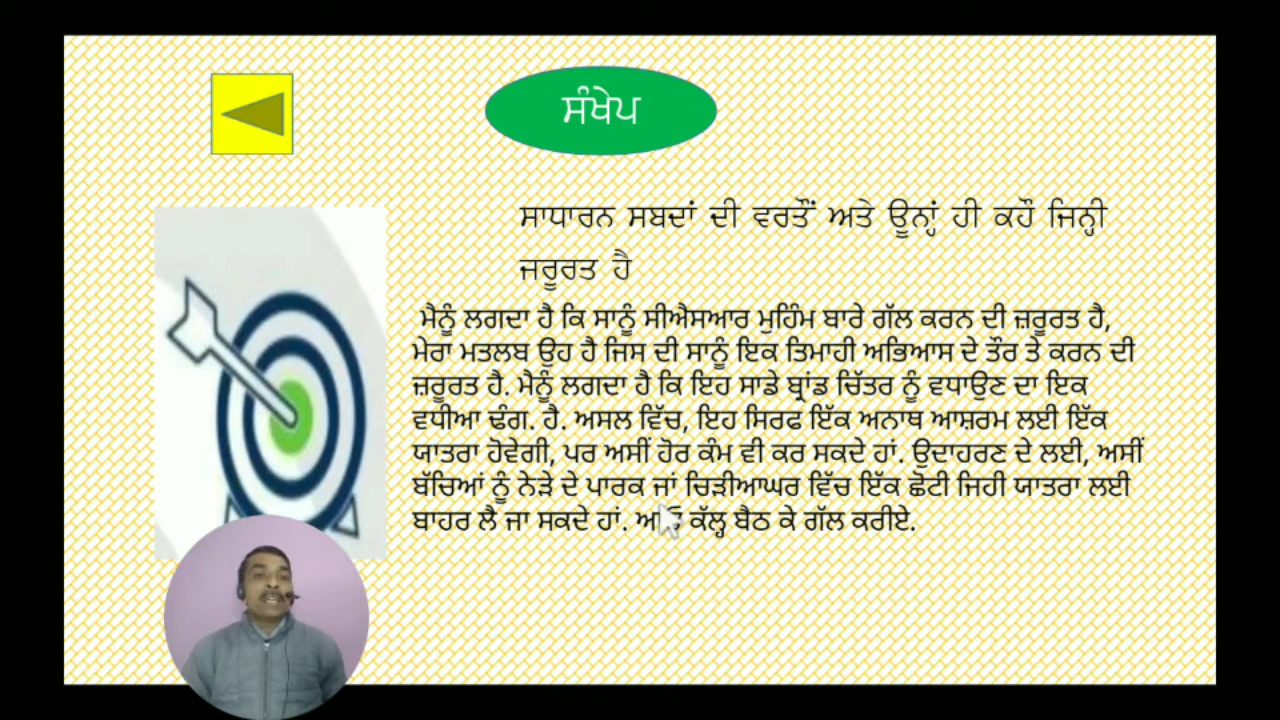 ਸੰਖੇਪ
ਸਾਧਾਰਨ ਸਬਦਾਂ ਦੀ ਵਰਤੌਂ ਅਤੇ ਊਨ੍ਹਾਂ ਹੀ ਕਹੌ ਜਿਨ੍ਹੀ
ਜਰੂਰਤ ਹੈ
ਮੈਨੂੰ ਲਗਦਾ ਹੈ ਕਿ ਸਾਨੂੰ ਸੀਐਸਆਰ ਮੁਹਿੰਮ ਬਾਰੇ ਗੱਲ ਕਰਨ ਦੀ ਜ਼ਰੂਰਤ ਹੈ,
ਮੇਰਾ ਮਤਲਬ ਉਹ ਹੈ ਜਿਸ ਦੀ ਸਾਨੂੰ ਇਕ ਤਿਮਾਹੀ ਅਭਿਆਸ ਦੇ ਤੌਰ ਤੇ ਕਰਨ ਦੀ
ਜ਼ਰੂਰਤ ਹੈ. ਮੈਨੂੰ ਲਗਦਾ ਹੈ ਕਿ ਇਹ ਸਾਡੇ ਬ੍ਰਾਂਡ ਚਿੱਤਰ ਨੂੰ ਵਧਾਉਣ ਦਾ ਇਕ
ਵਧੀਆ ਢੰਗ. ਹੈ. ਅਸਲ ਵਿੱਚ, ਇਹ ਸਿਰਫ ਇੱਕ ਅਨਾਥ ਆਸ਼ਰਮ ਲਈ ਇੱਕ
ਯਾਤਰਾ ਹੋਵੇਗੀ, ਪਰ ਅਸੀਂ ਹੋਰ ਕੰਮ ਵੀ ਕਰ ਸਕਦੇ ਹਾਂ. ਉਦਾਹਰਣ ਦੇ ਲਈ, ਅਸੀਂ
ਬੱਚਿਆਂ ਨੂੰ ਨੇੜੇ ਦੇ ਪਾਰਕ ਜਾਂ ਚਿੜੀਆਘਰ ਵਿੱਚ ਇੱਕ ਛੋਟੀ ਜਿਹੀ ਯਾਤਰਾ ਲਈ
ਬਾਹਰ ਲੈ ਜਾ ਸਕਦੇ ਹਾਂ. ਕੱਲ੍ਹ ਬੈਠ ਕੇ ਗੱਲ ਕਰੀਏ.